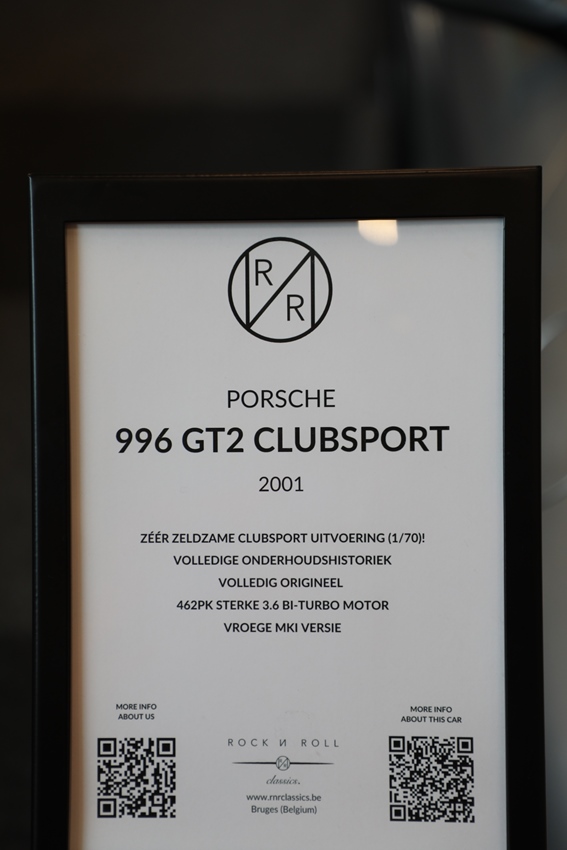 R
R
PORSCHE
996 GT2 CLUBSPORT
2001
ZÉÉR ZELDZAME CLUBSPORT UITVOERING (1/70)!
VOLLEDIGE ONDERHOUDSHISTORIEK
VOLLEDIG ORIGINEEL
462PK STERKE 3.6 BI-TURBO MOTOR
VROEGE MKI VERSIE
MORE INFO
ABOUT US
MORE INFO
ABOUT THIS CAR
ROCK И ROLL
classics.
www.rnrclassics.be
Bruges (Belgium)